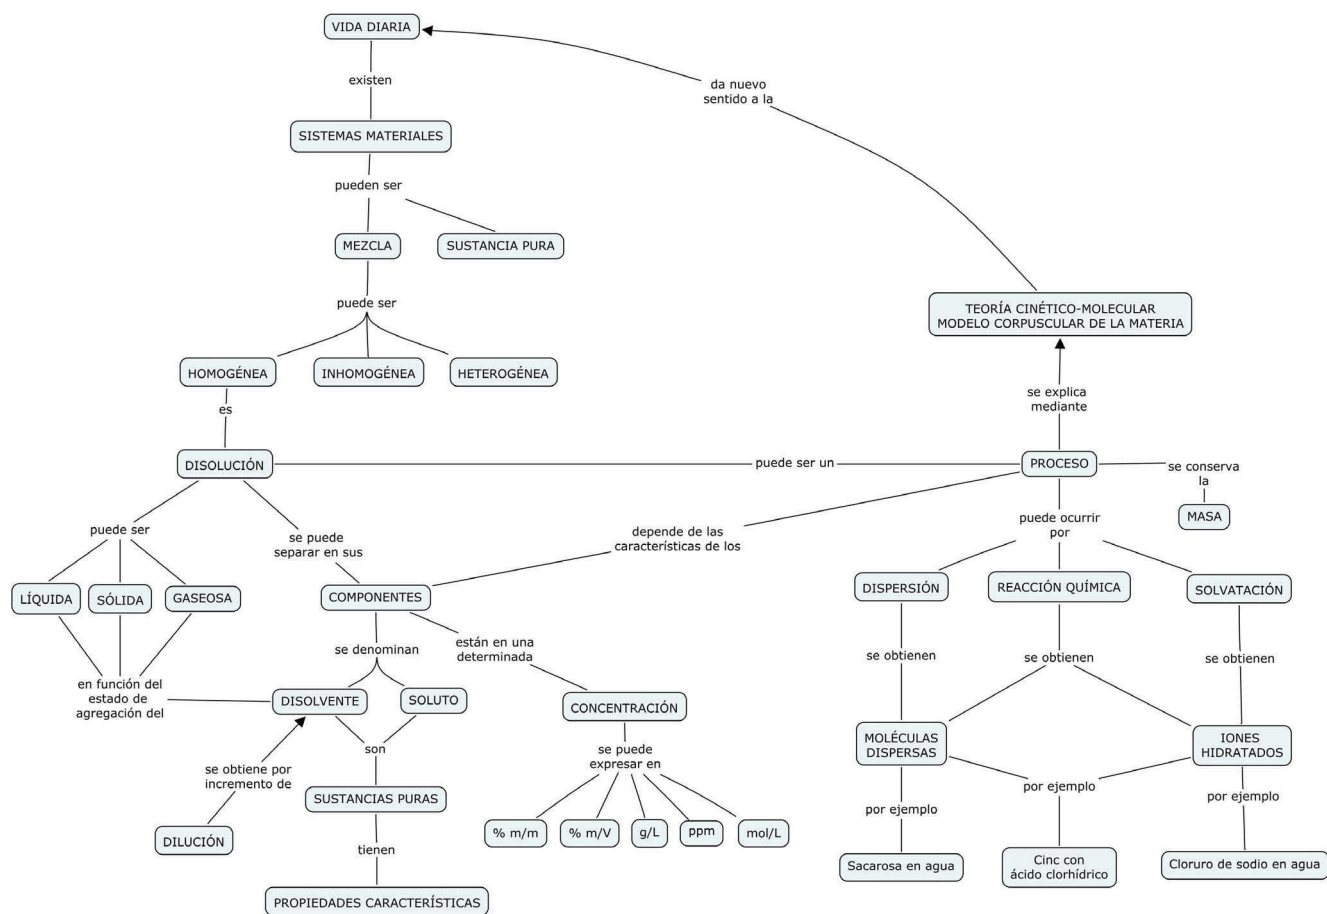 VIDA DIARIA
existen
da nuevo
sentido a la
SISTEMAS MATERIALES
pueden ser
MEZCLA
SUSTANCIA PURA
puede ser
TEORÍA CINÉTICO-MOLECULAR
MODELO CORPUSCULAR DE LA MATERIA
HOMOGÉNEA
INHOMOGÉNEA
HETEROGÉNEA
es
se explica
mediante
DISOLUCIÓN
puede ser un
PROCESO
se conserva
la
MASA
puede ser
se puede
separar en sus
depende de las
características de los
puede ocurrir
por
LÍQUIDA
SÓLIDA
GASEOSA
COMPONENTES
DISPERSIÓN
REACCIÓN QUÍMICA
SOLVATACIÓN
se denominan
están en una
determinada
se obtienen
se obtienen
se obtienen
en función del
estado de
agregación del
DISOLVENTE
SOLUTO
CONCENTRACIÓN
MOLÉCULAS
DISPERSAS
IONES
HIDRATADOS
son
se puede
expresar en
se obtiene por
incremento de
SUSTANCIAS PURAS
por ejemplo
por ejemplo
por ejemplo
DILUCIÓN
% m/m
% m/V
g/L
ppm
mol/L
tienen
Sacarosa en agua
Cinc con
ácido clorhídrico
Cloruro de sodio en agua
PROPIEDADES CARACTERÍSTICAS